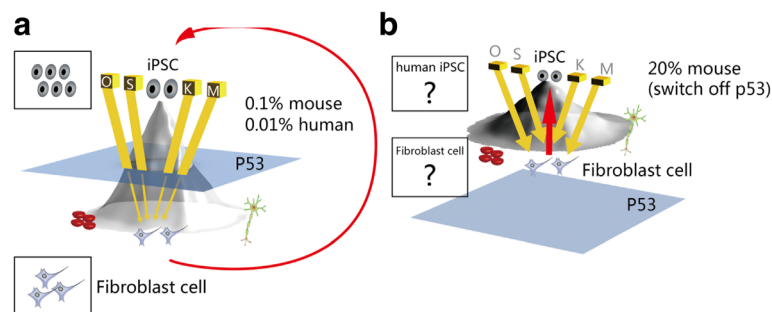 a
iPSC
O S K M
0.1% mouse
0.01% human
P53
Fibroblast cell
b
O S K M
iPSC
human iPSC
?
20% mouse
(switch off p53)
Fibroblast cell
?
Fibroblast cell
P53